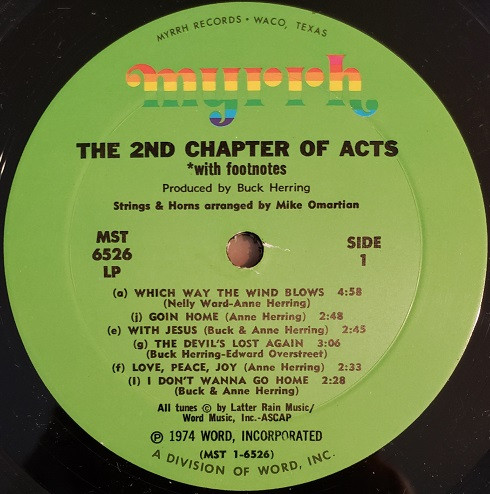 MYRRH RECORDS • WACO, TEXAS
myrrh
THE 2ND CHAPTER OF ACTS
*with footnotes
Produced by Buck Herring
Strings & Horns arranged by Mike Omartian
MST
6526
LP
SIDE
1
(a) WHICH WAY THE WIND BLOWS 4:58
(Nelly Ward-Anne Herring)
(j) GOIN HOME (Anne Herring) 2:48
(e) WITH JESUS (Buck & Anne Herring) 2:45
(g) THE DEVIL'S LOST AGAIN 3:06
(Buck Herring-Edward Overstreet)
(f) LOVE, PEACE, JOY (Anne Herring) 2:33
(l) I DON'T WANNA GO HOME 2:28
(Buck & Anne Herring)
All tunes © by Latter Rain Music/
Word Music, Inc.-ASCAP
℗ 1974 WORD, INCORPORATED
(MST 1-6526)
A DIVISION OF WORD, INC.